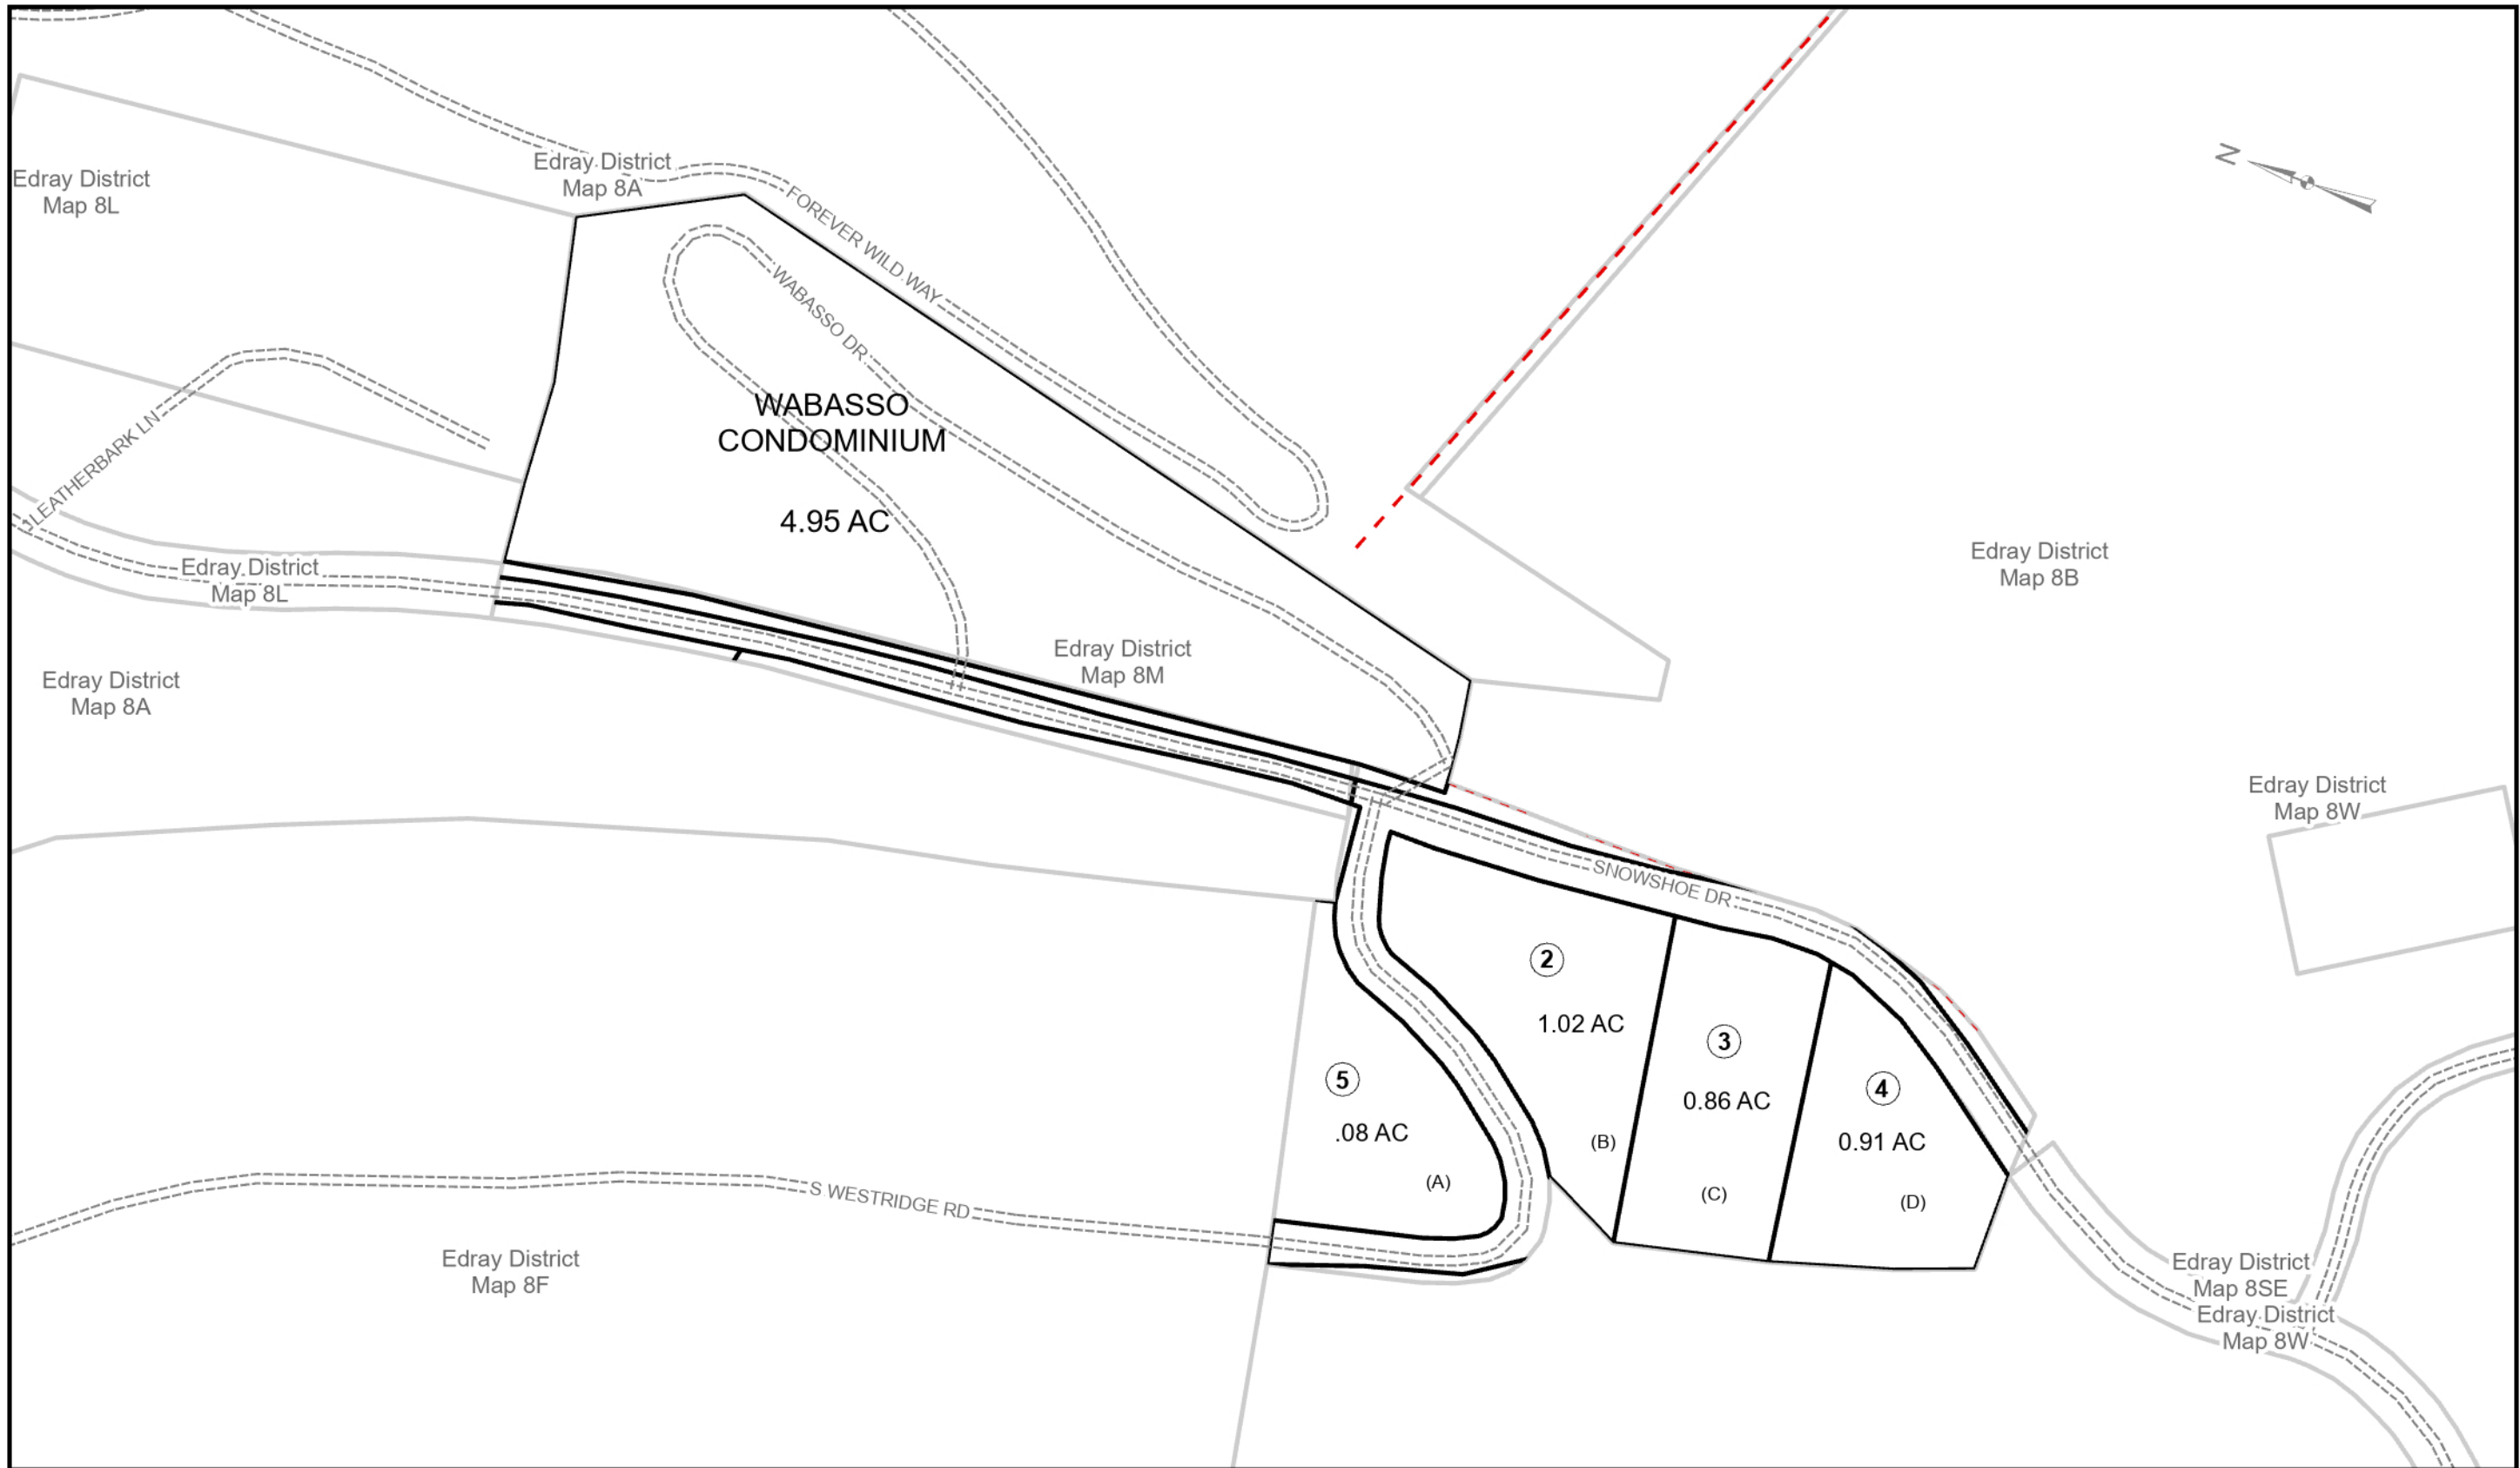 Edray District
Map 8L
Edray District
Map 8A
N
FOREVER WILD WAY
WABASSO DR
WABASSO
CONDOMINIUM
4.95 AC
LEATHERBARK LN
Edray District
Map 8L
Edray District
Map 8B
Edray District
Map 8M
Edray District
Map 8A
Edray District
Map 8W
SNOWSHOE DR
2
1.02 AC
(B)
3
0.86 AC
(C)
4
0.91 AC
(D)
5
.08 AC
(A)
S WESTRIDGE RD
Edray District
Map 8F
Edray District
Map 8SE
Edray District
Map 8W